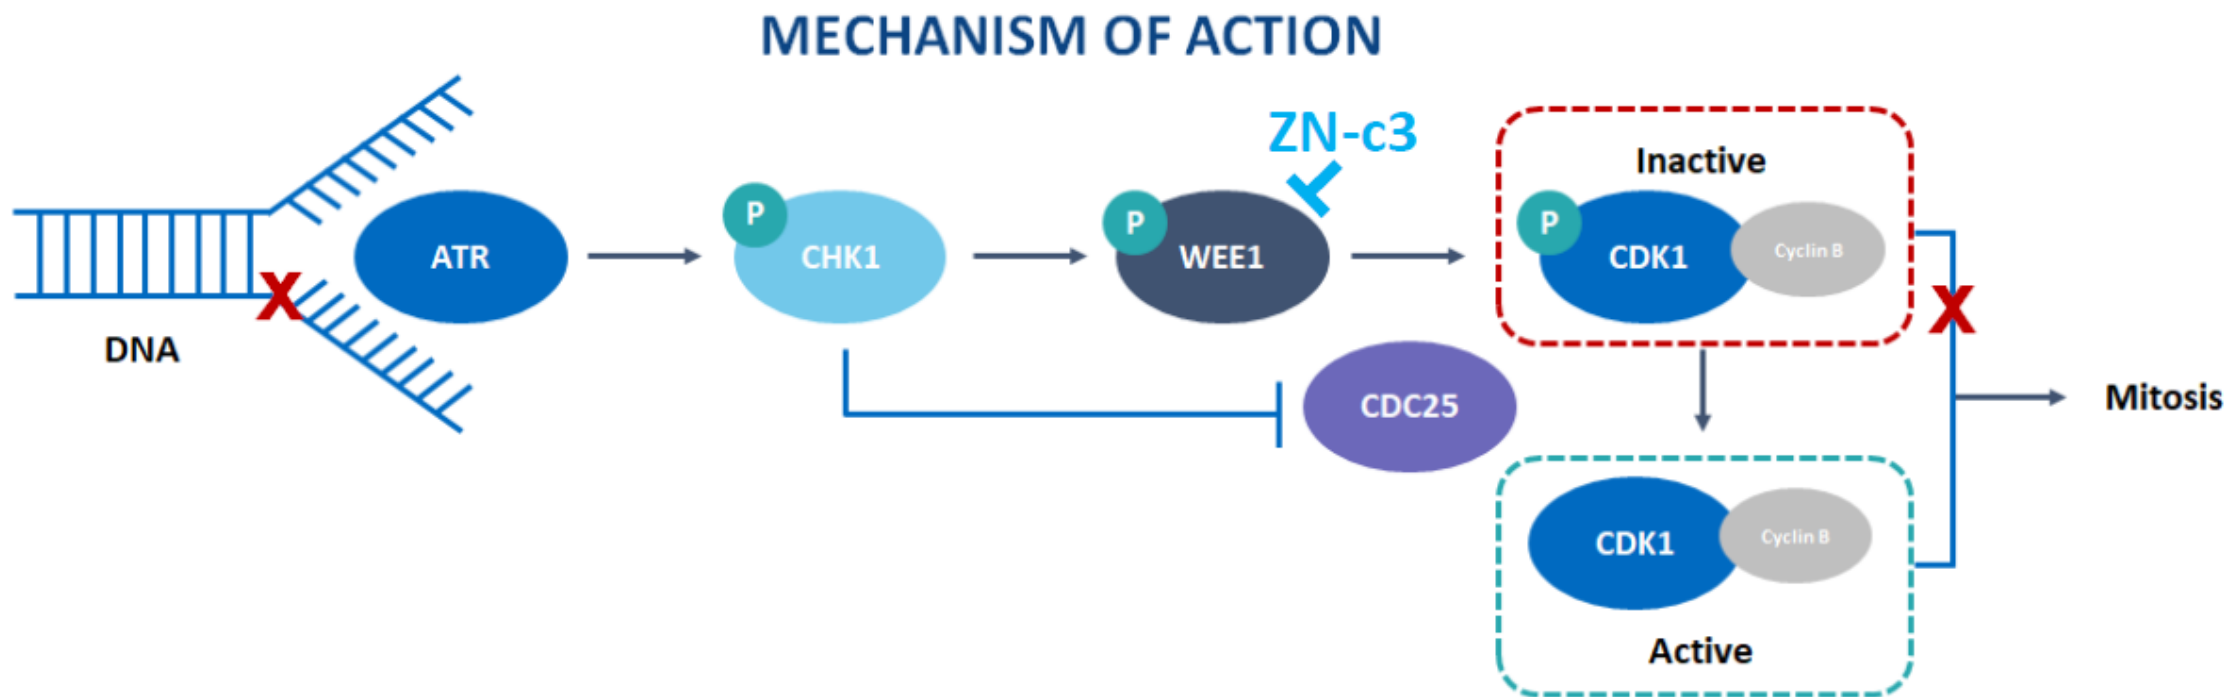 MECHANISM OF ACTION
ZN-c3
Inactive
P
P
P
ATR
CHK1
WEE1
CDK1
Cyclin B
X
X
DNA
CDC25
Mitosis
CDK1
Cyclin B
Active